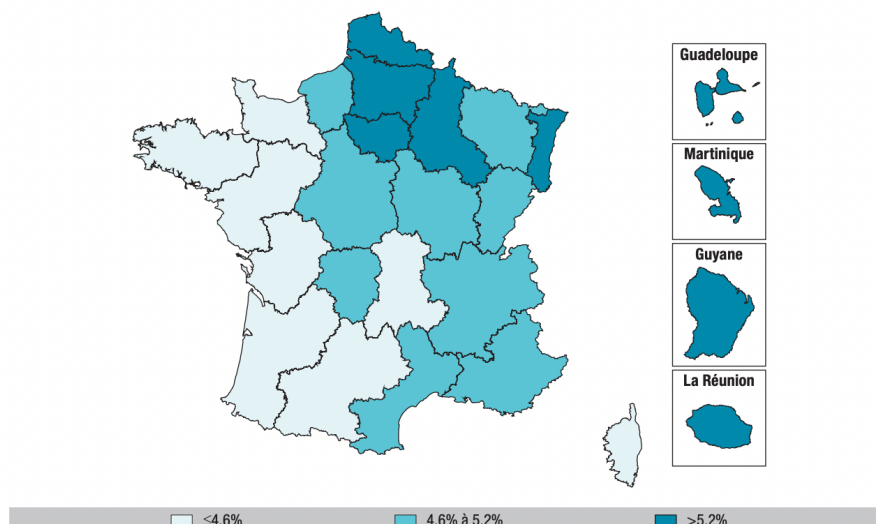 Guadeloupe
Martinique
Guyane
La Réunion
≤4,6% 4,6% à 5,2% >5,2%